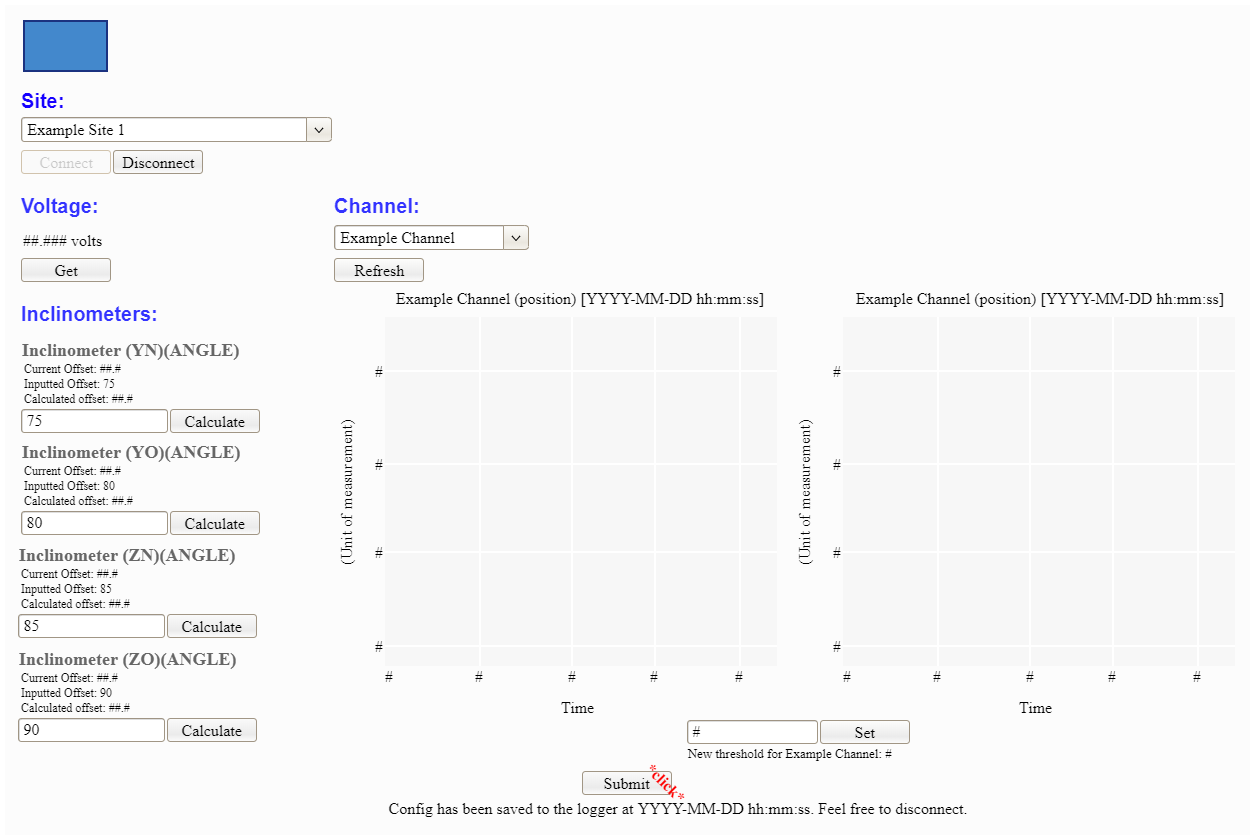 Site:
Example Site 1
Connect
Disconnect
Voltage:
##.### volts
Get
Channel:
Example Channel
Refresh
Inclinometers:
Inclinometer (YN)(ANGLE)
Current Offset: ##.#
Inputted Offset: 75
Calculated offset: ##.#
75
Calculate
Inclinometer (YO)(ANGLE)
Current Offset: ##.#
Inputted Offset: 80
Calculated offset: ##.#
80
Calculate
Inclinometer (ZN)(ANGLE)
Current Offset: ##.#
Inputted Offset: 85
Calculated offset: ##.#
85
Calculate
Inclinometer (ZO)(ANGLE)
Current Offset: ##.#
Inputted Offset: 90
Calculated offset: ##.#
90
Calculate
Example Channel (position) [YYYY-MM-DD hh:mm:ss]
(Unit of measurement)
#
#
#
#
# # # # #
Time
Example Channel (position) [YYYY-MM-DD hh:mm:ss]
(Unit of measurement)
#
#
#
#
# # # # #
Time
#
Set
New threshold for Example Channel: #
Submit
*click*
Config has been saved to the logger at YYYY-MM-DD hh:mm:ss. Feel free to disconnect.